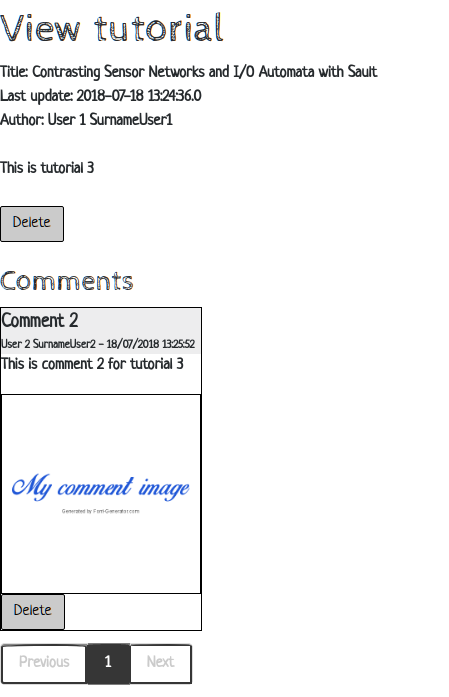 View tutorial
Title: Contrasting Sensor Networks and I/O Automata with Sault
Last update: 2018-07-18 13:24:36.0
Author: User 1 SurnameUser1
This is tutorial 3
Delete
Comments
Comment 2
User 2 SurnameUser2 - 18/07/2018 13:25:52
This is comment 2 for tutorial 3
My comment image
Generated by Font-Generator.com
Delete
Previous 1 Next